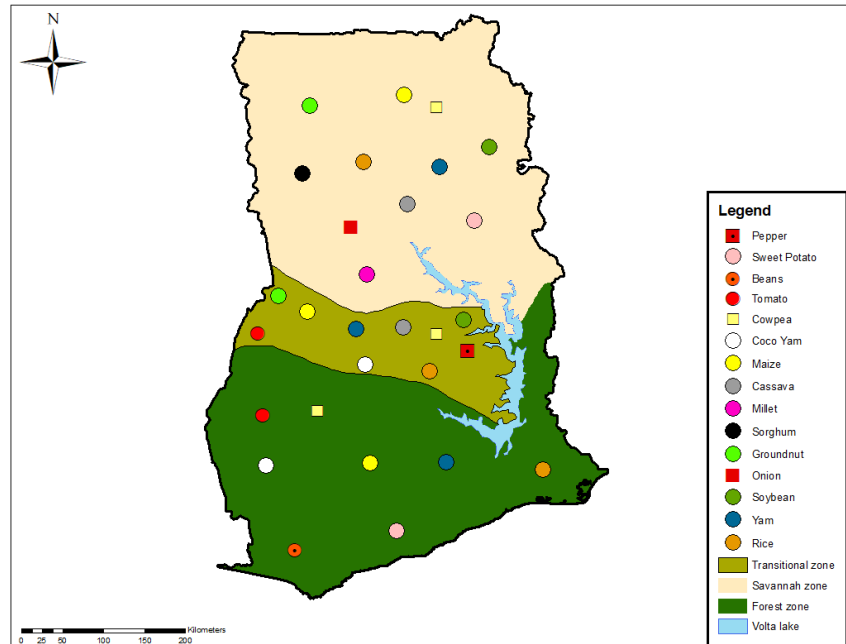 N
Legend
Pepper
Sweet Potato
Beans
Tomato
Cowpea
Coco Yam
Maize
Cassava
Millet
Sorghum
Groundnut
Onion
Soybean
Yam
Rice
Transitional zone
Savannah zone
Forest zone
Volta lake
Kilometers
0 25 50 100 150 200